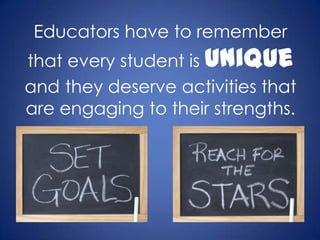 Educators have to remember
that every student is UNIQUE
and they deserve activities that
are engaging to their strengths.
SET
GOALS
REACH FOR
THE
STARS